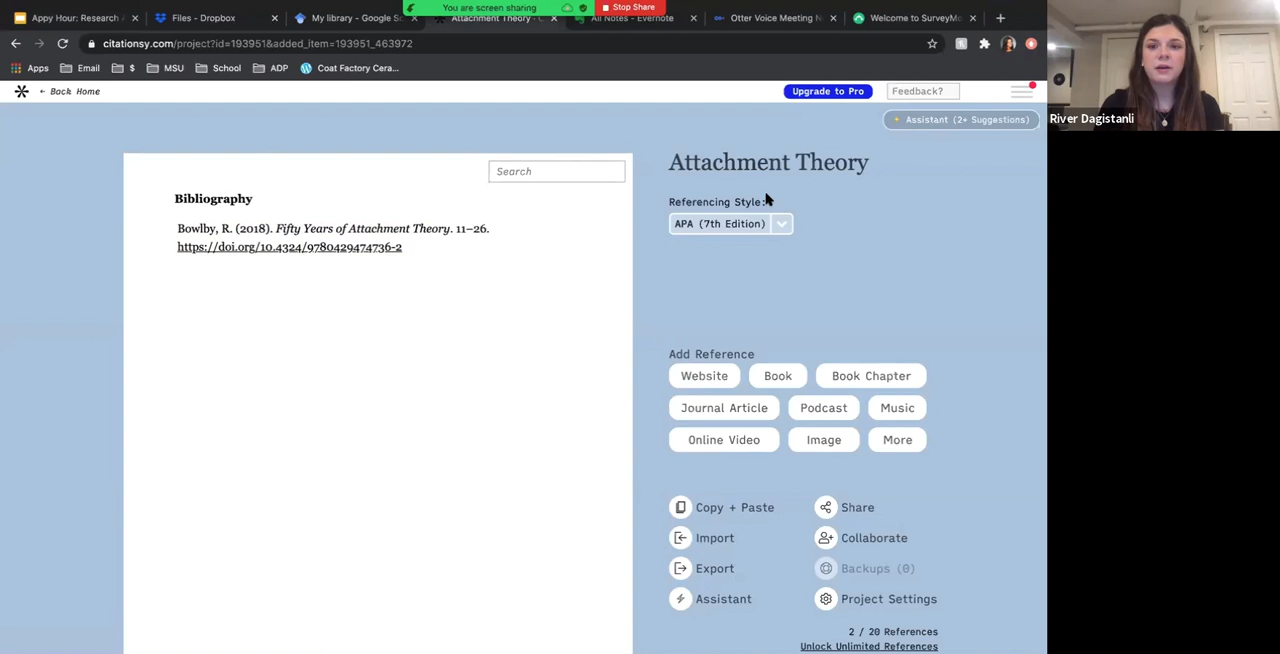 Appy Hour: Research A
Files - Dropbox
My library - Google Sc
Attachment Theory - C
All Notes - Evernote
Otter Voice Meeting N
Welcome to SurveyMo
You are screen sharing
Stop Share
citationsy.com/project?id=193951&added_item=193951_463972
Apps
Email
$
MSU
School
ADP
Coat Factory Cera...
← Back Home
Upgrade to Pro
Feedback?
River Dagistanli
Assistant (2+ Suggestions)
Search
Attachment Theory
Bibliography
Referencing Style:
APA (7th Edition)
Bowlby, R. (2018). Fifty Years of Attachment Theory. 11–26.
https://doi.org/10.4324/9780429474736-2
Add Reference
Website
Book
Book Chapter
Journal Article
Podcast
Music
Online Video
Image
More
Copy + Paste
Share
Import
Collaborate
Export
Backups (0)
Assistant
Project Settings
2 / 20 References
Unlock Unlimited References